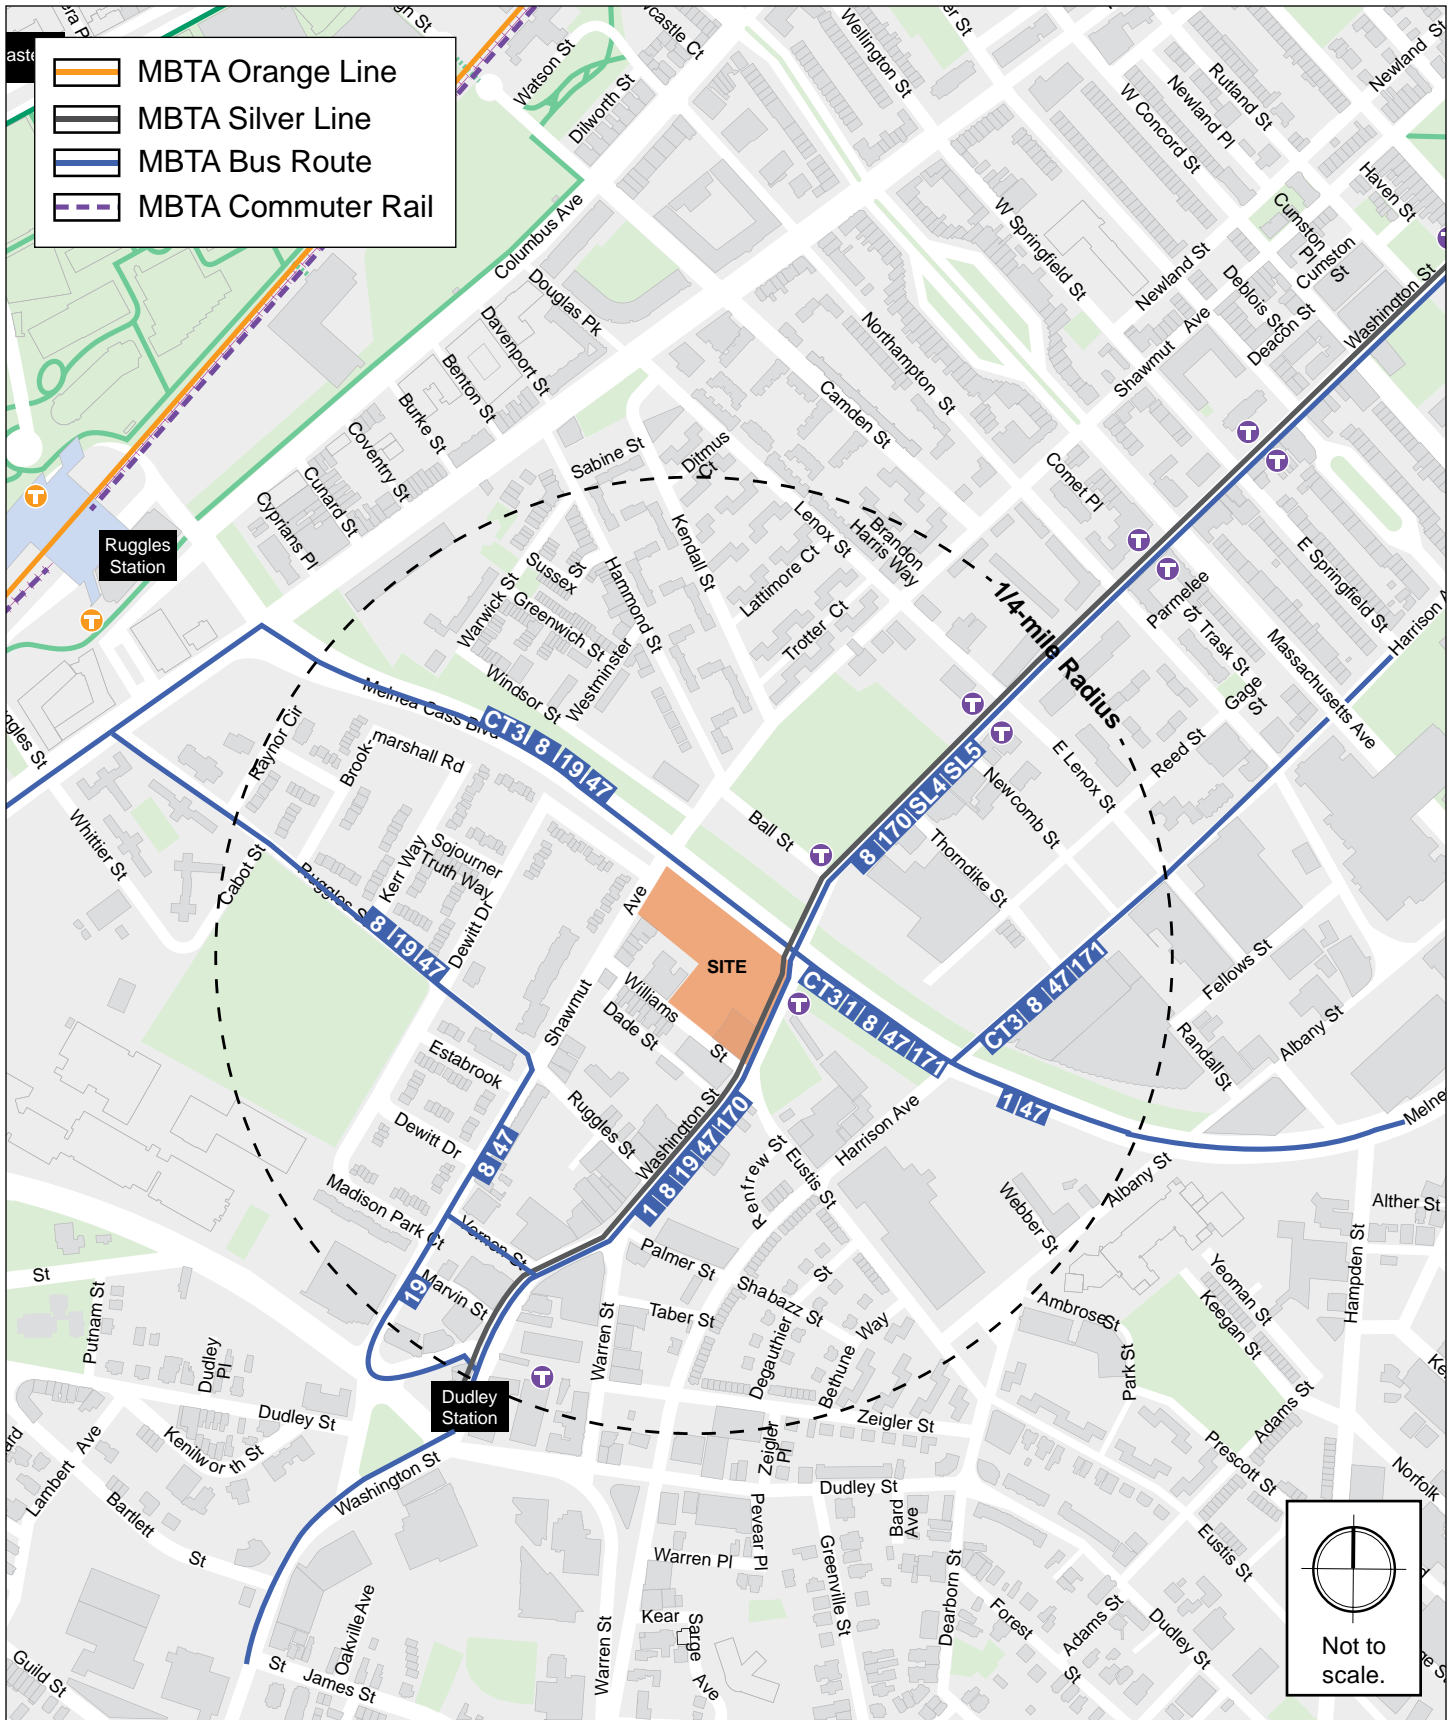 MBTA Orange Line
MBTA Silver Line
MBTA Bus Route
MBTA Commuter Rail
Watson St
Dilworth St
Wellington St
Rutland St
Newland Pl
W Concord St
Newland St
Haven St
Cumston
Pl
Cumston
St
W Springfield St
Newland St
Deblois St
Deacon St
Washington St
Shawmut Ave
Columbus Ave
Douglas Pk
Davenport St
Benton St
Burke St
Coventry St
Cunard St
Cyprians Pl
Northampton St
Camden St
Comet Pl
Sabine St
Ditmus
Ct
Kendall St
Lenox St
Brandon
Harris Way
Lattimore Ct
Trotter Ct
Hammond St
Sussex
St
Greenwich St
Warwick St
Westminster
Windsor St
Ruggles
Station
T
T
T
T
T
T
T
T
T
T
T
1/4-mile Radius
E Springfield St
Parmelee
St
Trask St
Gage
St
Massachusetts Ave
Melnea Cass Blvd
CT3| 8 |19|47
Raynor Cir
Brook-
marshall Rd
Whittier St
Cabot St
Ruggles St
Kerr Way
Sojourner
Truth Way
Dewitt Dr
8 |19|47
8 |170|SL4|SL5
Ball St
E Lenox St
Reed St
Newcomb St
Thorndike St
Shawmut
Ave
SITE
Williams
St
Dade St
CT3|1| 8 |47|171
CT3| 8 |47|171
1|47
Fellows St
Albany St
Randall St
Estabrook
Dewitt Dr
Ruggles St
Washington St
1| 8 |19|47|170
8|47
Renfrew St
Eustis St
Harrison Ave
Albany St
Webber St
Madison Park Ct
Vernon St
Marvin St
19
Palmer St
Shabazz St
St
Taber St
Warren St
Degauthier
Bethune Way
Ambrose
St
Park St
Alther St
Hampden St
Yeoman St
Keegan St
Adams St
Prescott St
Norfolk
St
Putnam St
Dudley
Pl
Dudley St
Kenilworth St
Lambert Ave
Bartlett
St
Washington St
Dudley
Station
Zeigler St
Zeigler
Pl
Dudley St
Pevear Pl
Bard
Ave
Greenville St
Dearborn St
Warren Pl
Kear
Sarge
Ave
Warren St
Forest
St
Adams St
Dudley St
Eustis St
Oakville Ave
St James St
Guild St
Not to
scale.